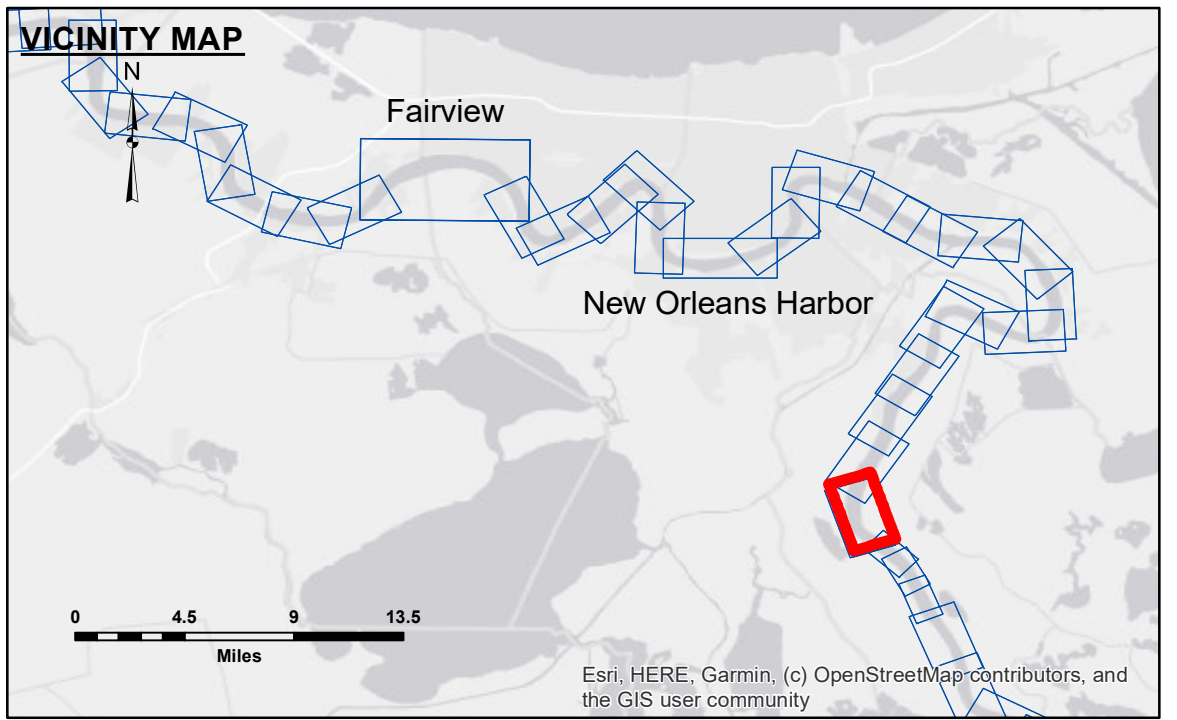 VICINITY MAP
N
Fairview
New Orleans Harbor
0 4.5 9 13.5
Miles
Esri, HERE, Garmin, (c) OpenStreetMap contributors, and
the GIS user community